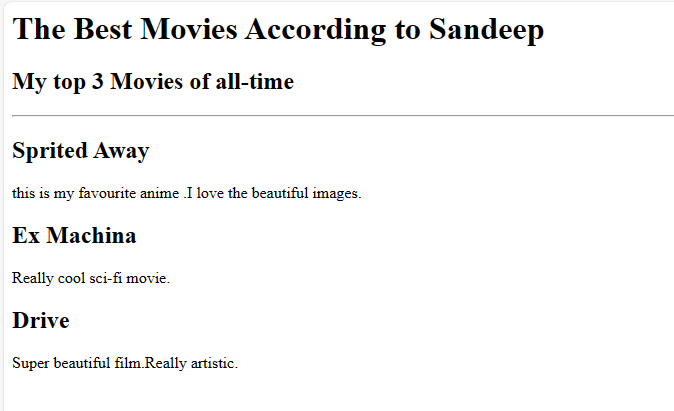 The Best Movies According to Sandeep
My top 3 Movies of all-time
Sprited Away
this is my favourite anime .I love the beautiful images.
Ex Machina
Really cool sci-fi movie.
Drive
Super beautiful film.Really artistic.